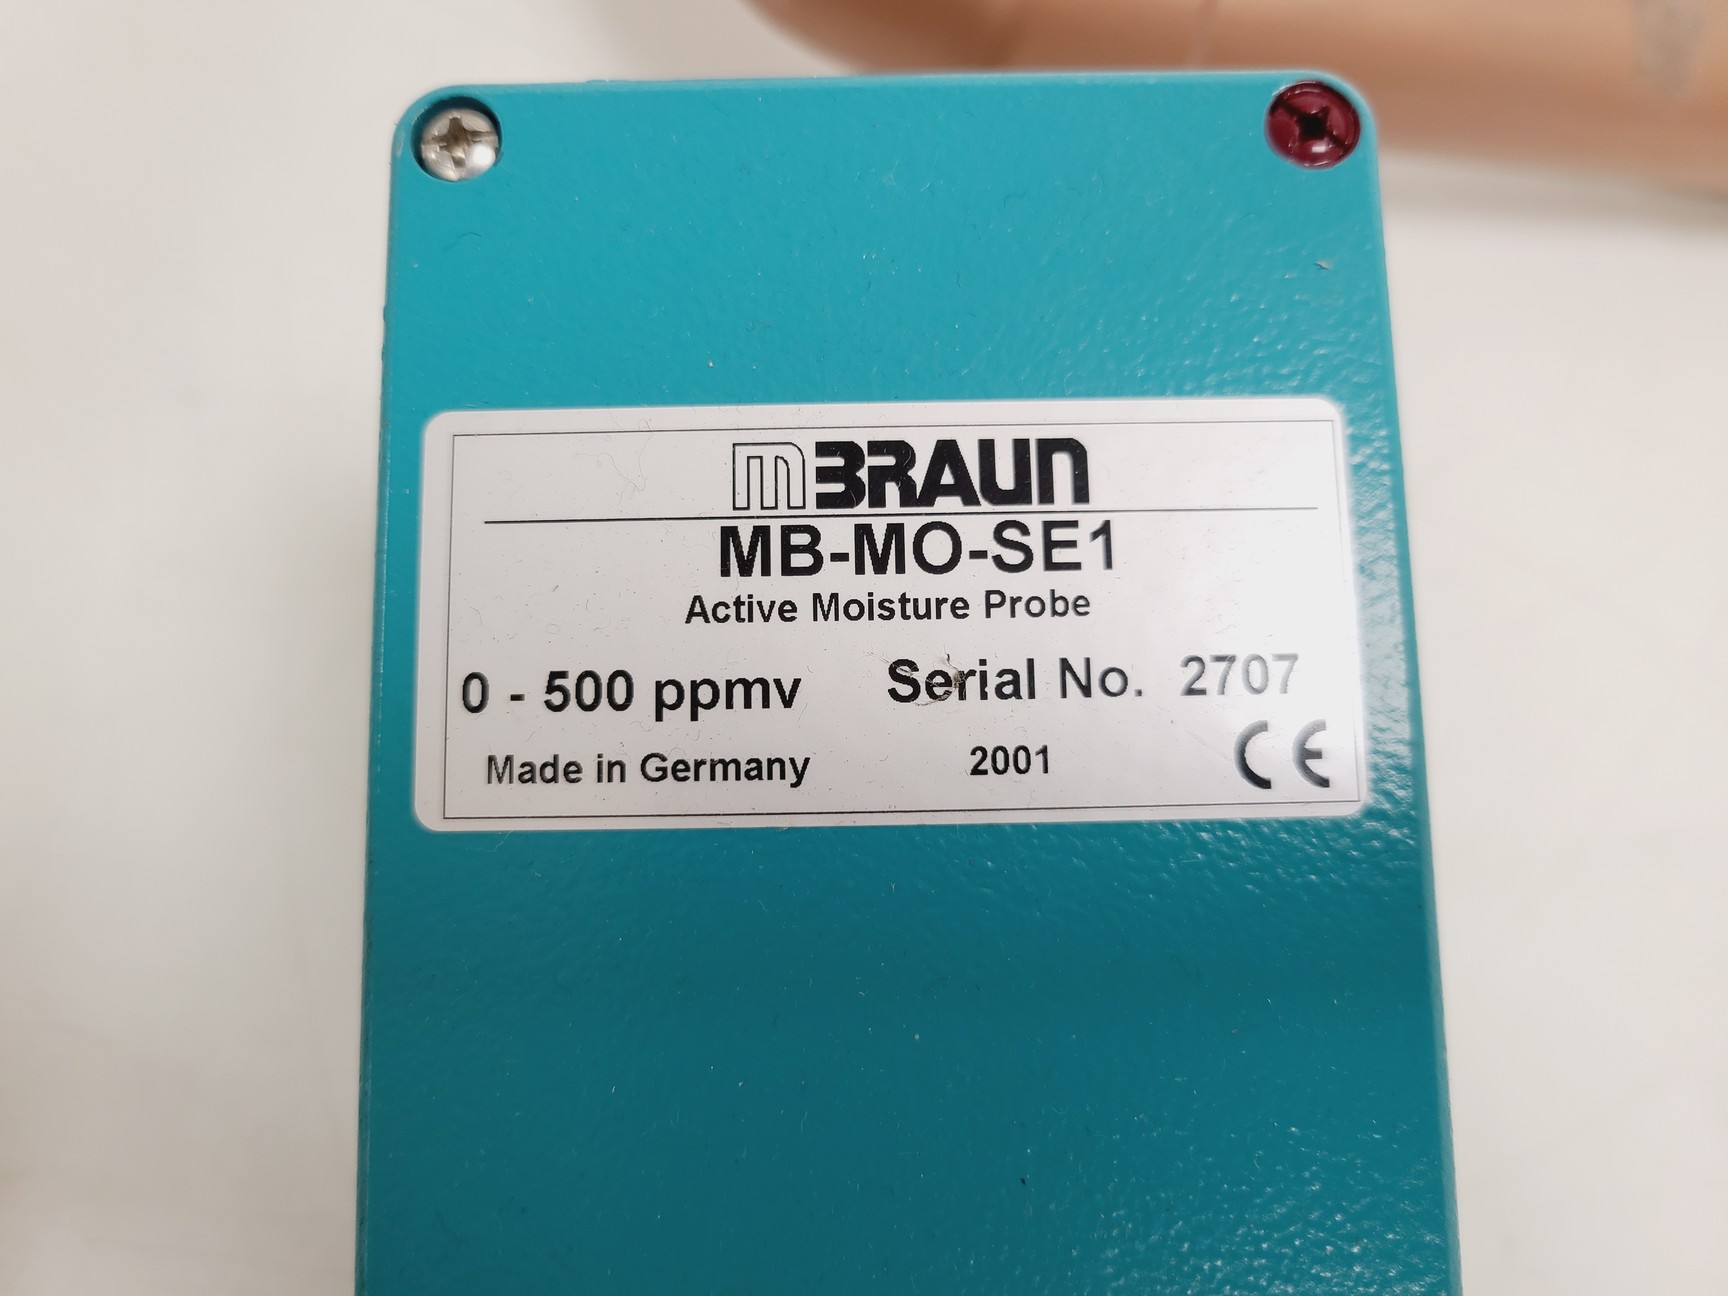 mBRAUN
MB-MO-SE1
Active Moisture Probe
0 - 500 ppmv Serial No. 2707
Made in Germany 2001 CE